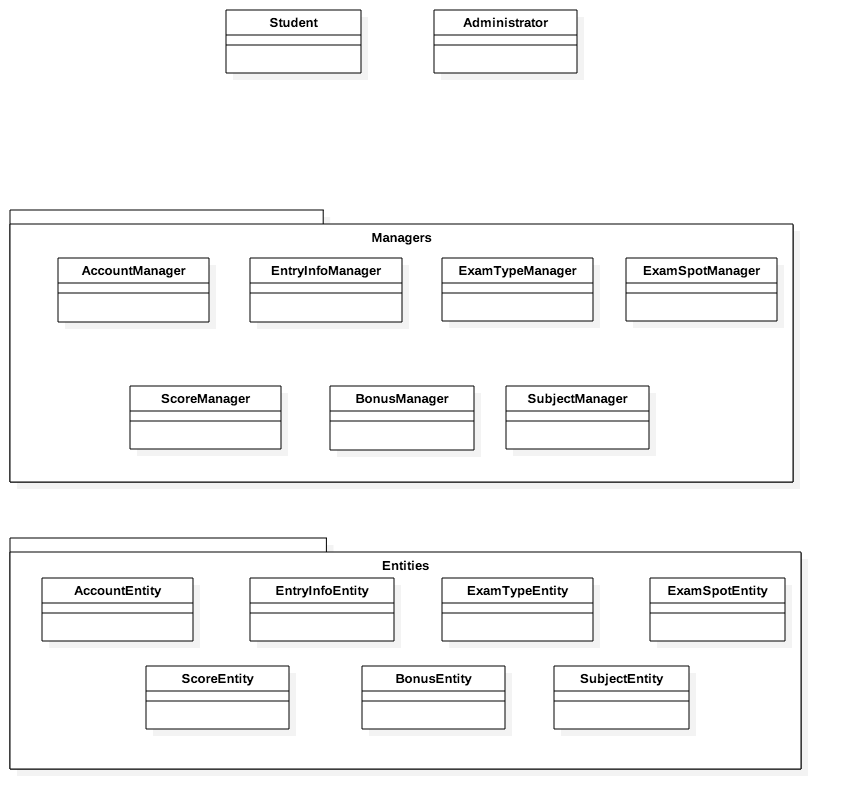 Student
Administrator
Managers
AccountManager
EntryInfoManager
ExamTypeManager
ExamSpotManager
ScoreManager
BonusManager
SubjectManager
Entities
AccountEntity
EntryInfoEntity
ExamTypeEntity
ExamSpotEntity
ScoreEntity
BonusEntity
SubjectEntity